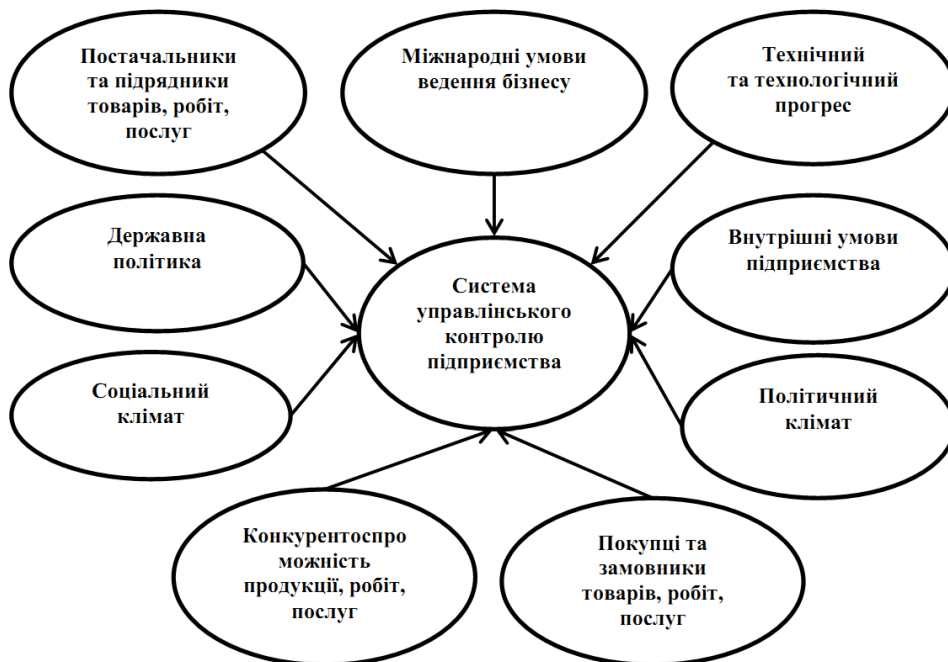 Постачальники
та підрядники
товарів, робіт,
послуг
Міжнародні умови
ведення бізнесу
Технічний
та технологічний
прогрес
Державна
політика
Система
управлінського
контролю
підприємства
Внутрішні умови
підприємства
Соціальний
клімат
Політичний
клімат
Конкурентоспро
можність
продукції, робіт,
послуг
Покупці та
замовники
товарів, робіт,
послуг